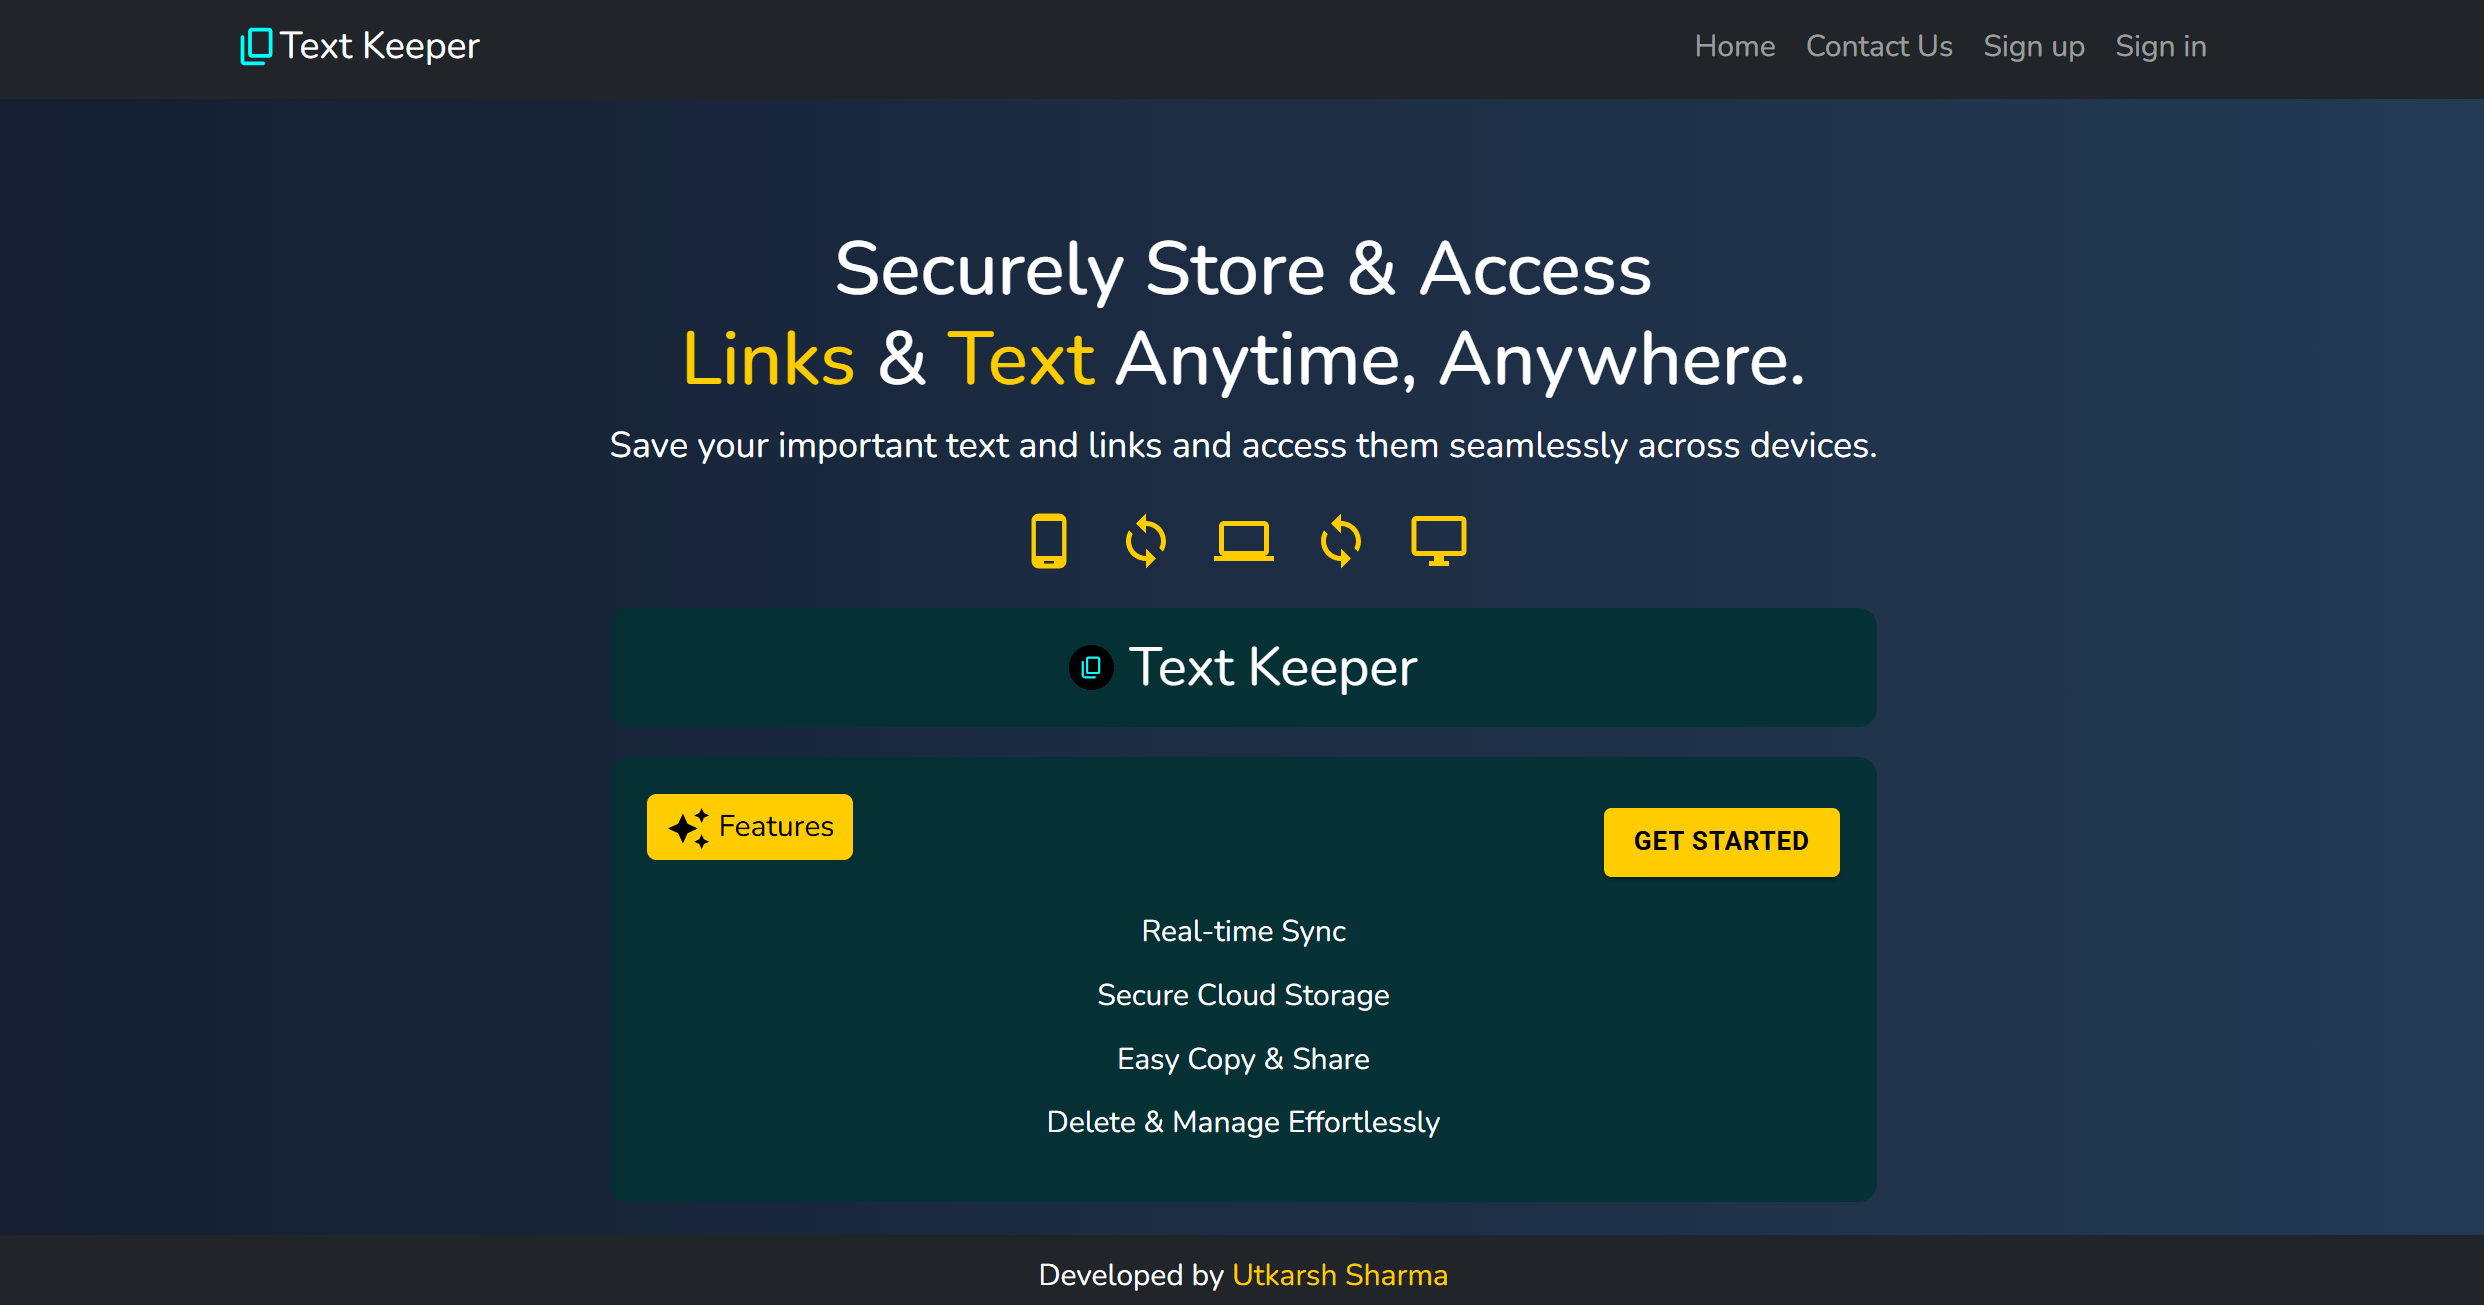 Text Keeper
Home Contact Us Sign up Sign in
Securely Store & Access
Links & Text Anytime, Anywhere.
Save your important text and links and access them seamlessly across devices.
Text Keeper
Features
GET STARTED
Real-time Sync
Secure Cloud Storage
Easy Copy & Share
Delete & Manage Effortlessly
Developed by Utkarsh Sharma